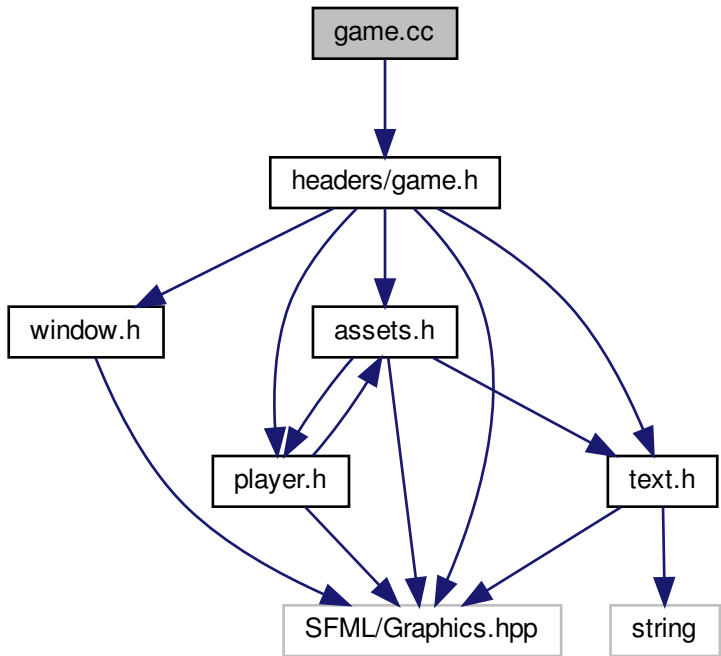 game.cc
headers/game.h
window.h
assets.h
player.h
text.h
SFML/Graphics.hpp
string